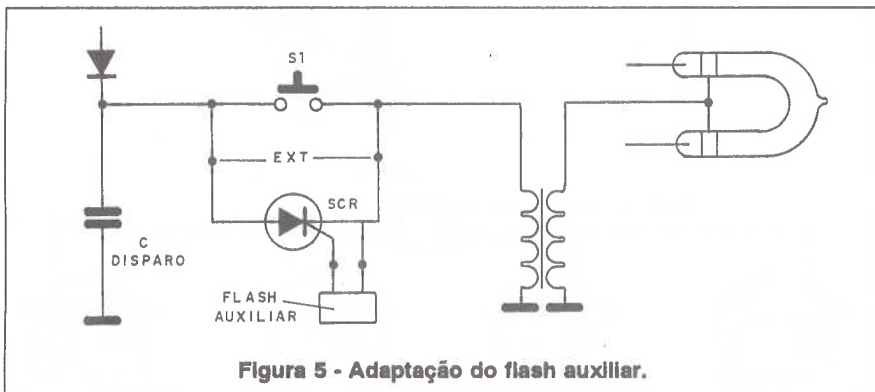 S1
EXT
SCR
C
DISPARO
FLASH
AUXILIAR
Figura 5 - Adaptação do flash auxiliar.